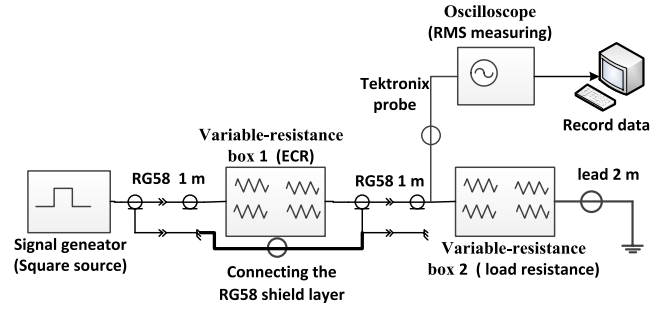 Oscilloscope
(RMS measuring)
Tektronix
probe
Record data
Variable-resistance
box 1 (ECR)
RG58 1 m
RG58 1 m
lead 2 m
Signal geneator
(Square source)
Connecting the
RG58 shield layer
Variable-resistance
box 2 ( load resistance)